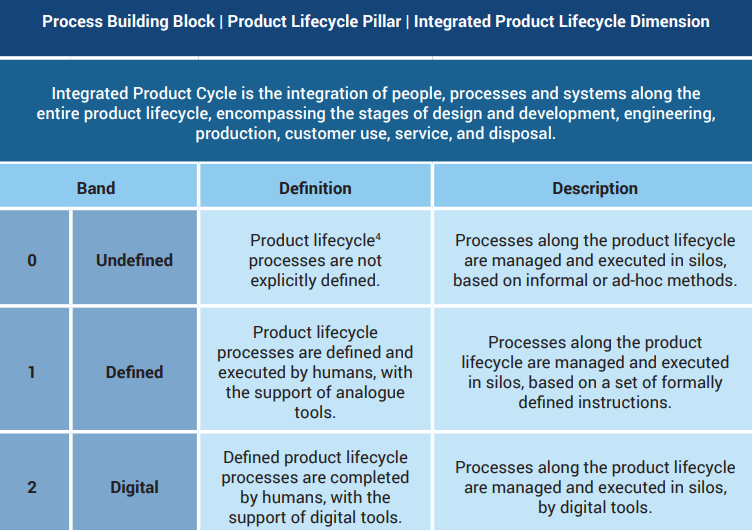 Process Building Block | Product Lifecycle Pillar | Integrated Product Lifecycle Dimension
Integrated Product Cycle is the integration of people, processes and systems along the
entire product lifecycle, encompassing the stages of design and development, engineering,
production, customer use, service, and disposal.
Band
Definition
Description
0
Undefined
Product lifecycle⁴
processes are not
explicitly defined.
Processes along the product lifecycle
are managed and executed in silos,
based on informal or ad-hoc methods.
1
Defined
Product lifecycle
processes are defined and
executed by humans, with
the support of analogue
tools.
Processes along the product
lifecycle are managed and executed
in silos, based on a set of formally
defined instructions.
2
Digital
Defined product lifecycle
processes are completed
by humans, with the
support of digital tools.
Processes along the product lifecycle
are managed and executed in silos,
by digital tools.